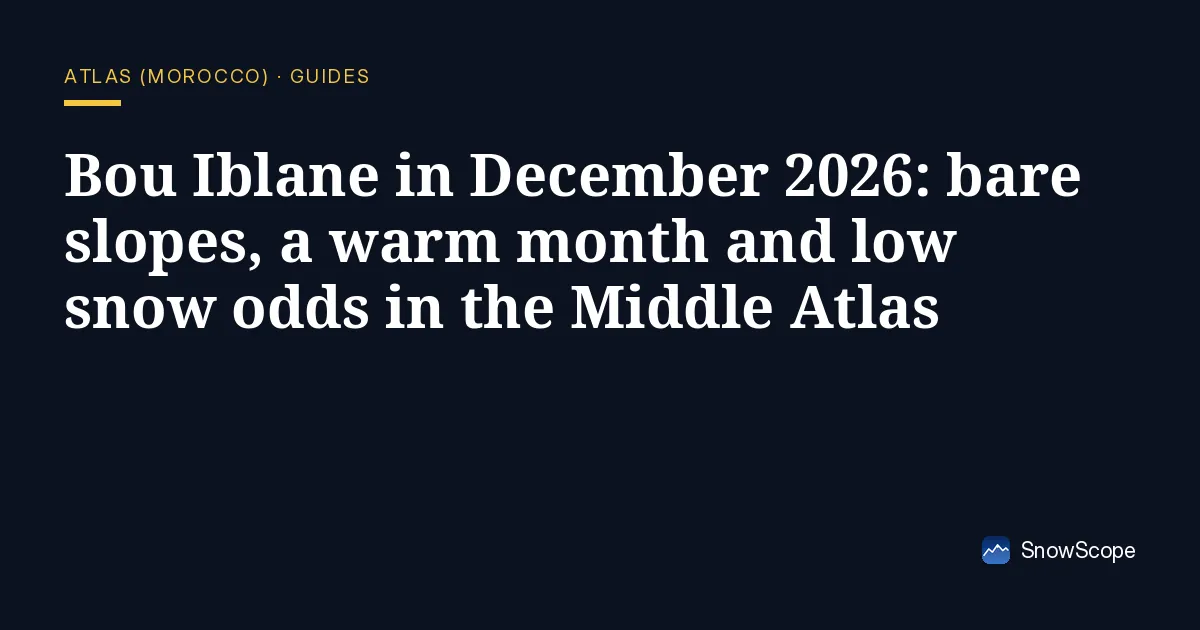 ATLAS (MOROCCO) · GUIDES
Bou Iblane in December 2026: bare
slopes, a warm month and low
snow odds in the Middle Atlas
SnowScope